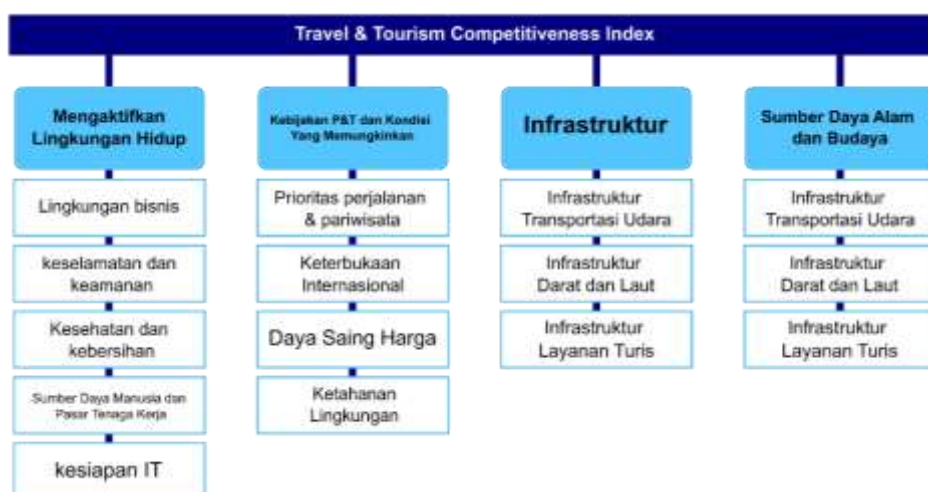 Travel & Tourism Competitiveness Index
Mengaktifkan
Lingkungan Hidup
Lingkungan bisnis
keselamatan dan
keamanan
Kesehatan dan
kebersihan
Sumber Daya Manusia dan
Pasar Tenaga Kerja
kesiapan IT
Kebijakan P&T dan Kondisi
Yang Memungkinkan
Prioritas perjalanan
& pariwisata
Keterbukaan
Internasional
Daya Saing Harga
Ketahanan
Lingkungan
Infrastruktur
Infrastruktur
Transportasi Udara
Infrastruktur
Darat dan Laut
Infrastruktur
Layanan Turis
Sumber Daya Alam
dan Budaya
Infrastruktur
Transportasi Udara
Infrastruktur
Darat dan Laut
Infrastruktur
Layanan Turis